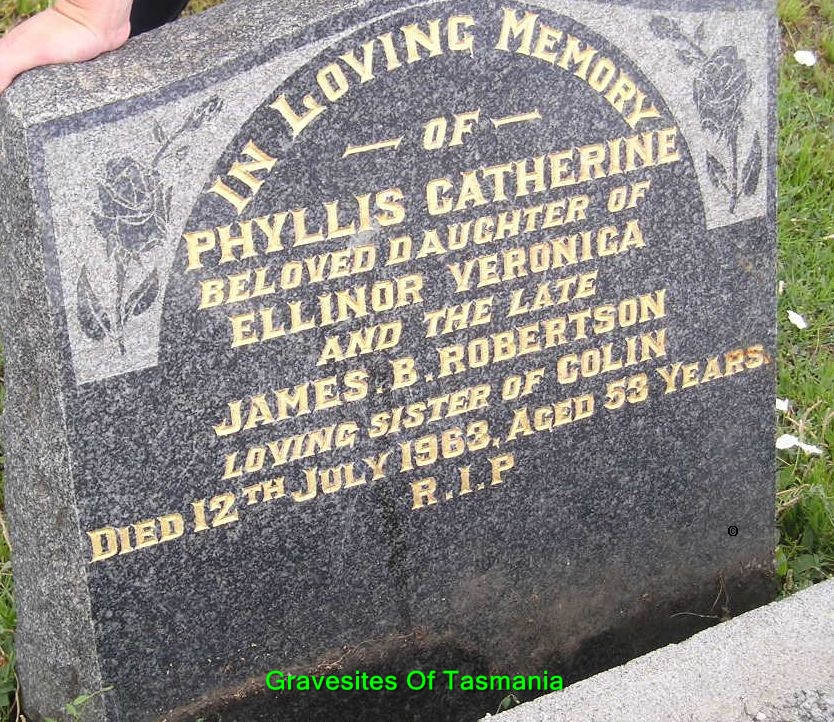 IN LOVING MEMORY
— OF —
PHYLLIS CATHERINE
BELOVED DAUGHTER OF
ELLINOR VERONICA
AND THE LATE
JAMES. B. ROBERTSON
LOVING SISTER OF COLIN
DIED 12TH JULY 1963. AGED 53 YEARS.
R.I.P
©
Gravesites Of Tasmania